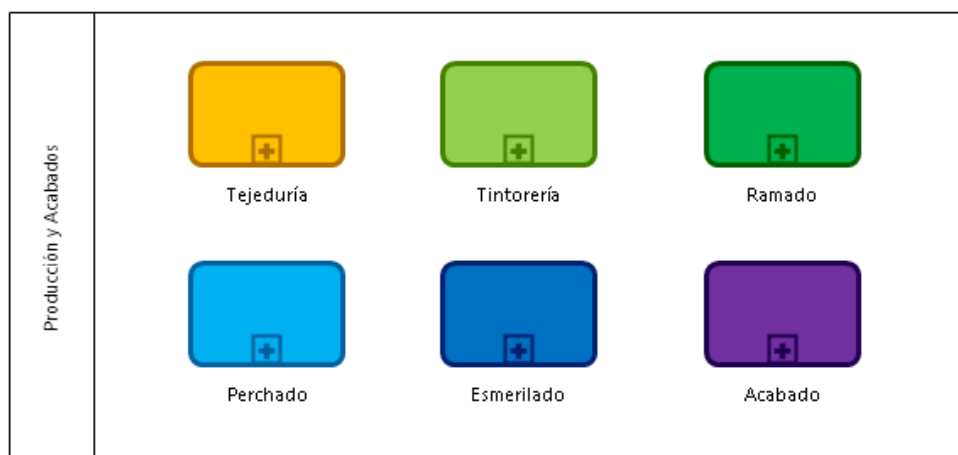 Producción y Acabados
Tejeduría
Tintorería
Ramado
Perchado
Esmerilado
Acabado